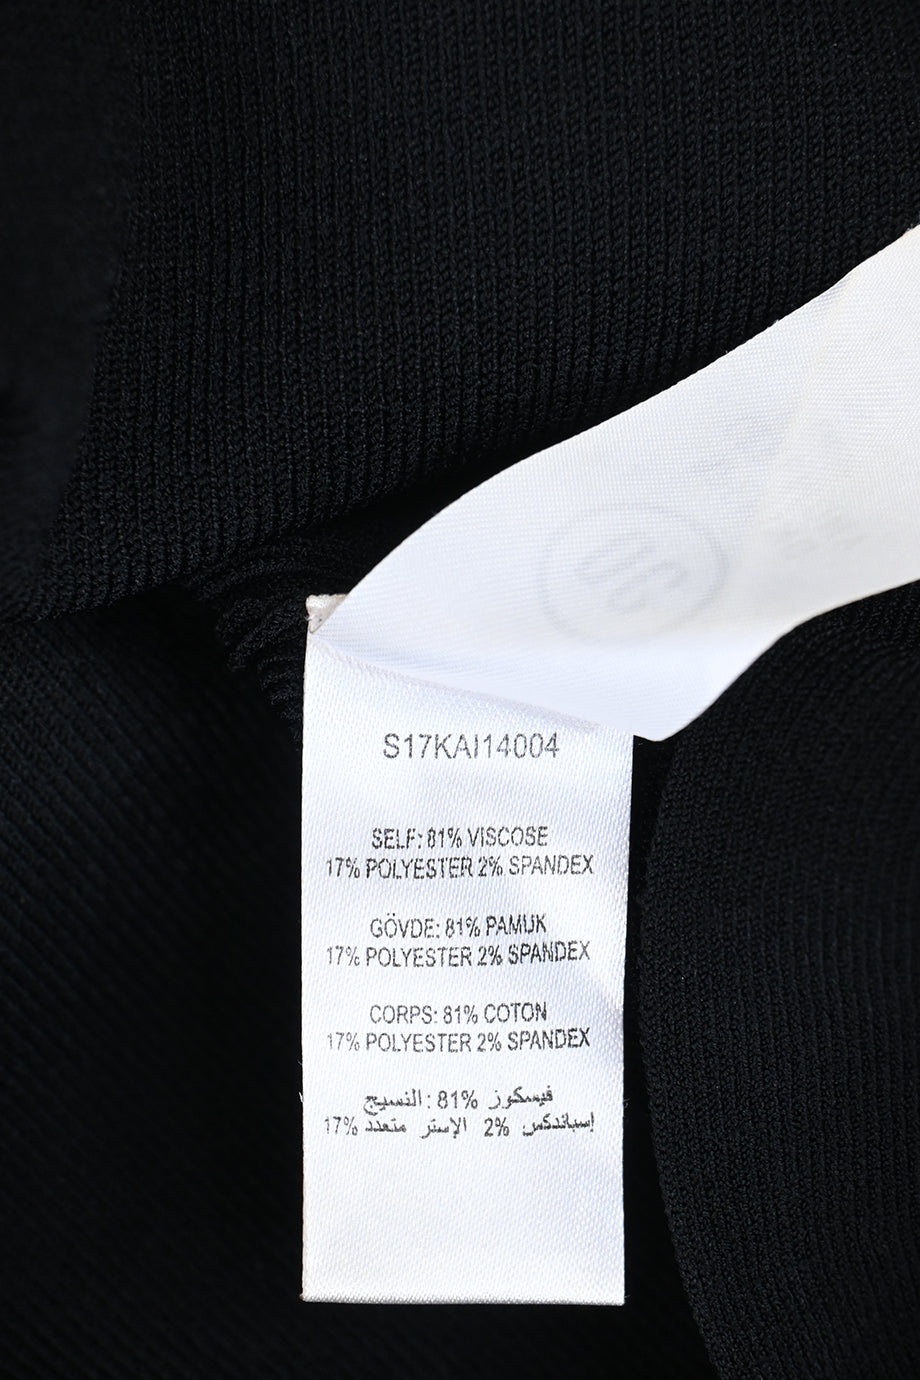 S17KAI14004
SELF: 81% VISCOSE
17% POLYESTER 2% SPANDEX
GÖVDE: 81% PAMUK
17% POLYESTER 2% SPANDEX
CORPS: 81% COTON
17% POLYESTER 2% SPANDEX
فيسكوز %81 :النسيج
إسباندكس %2 الإستر متعدد %17